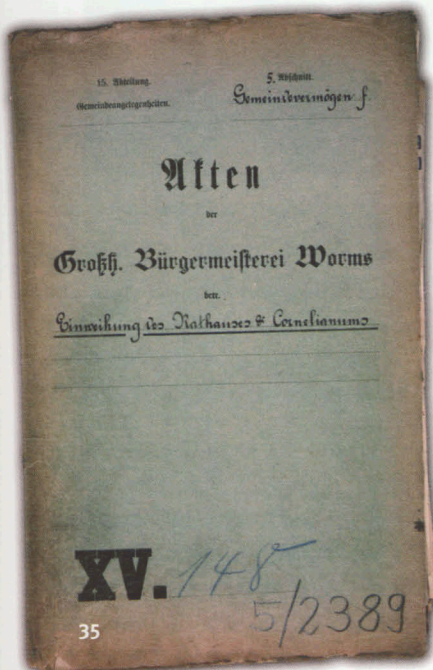 15. Abteilung.
Gemeindeangelegenheiten.
5. Abschnitt.
Gemeindevermögen f.
Akten
der
Großh. Bürgermeisterei Worms
betr.
Einweihung des Rathauses & Cornelianums
XV. 148
5/2389
35